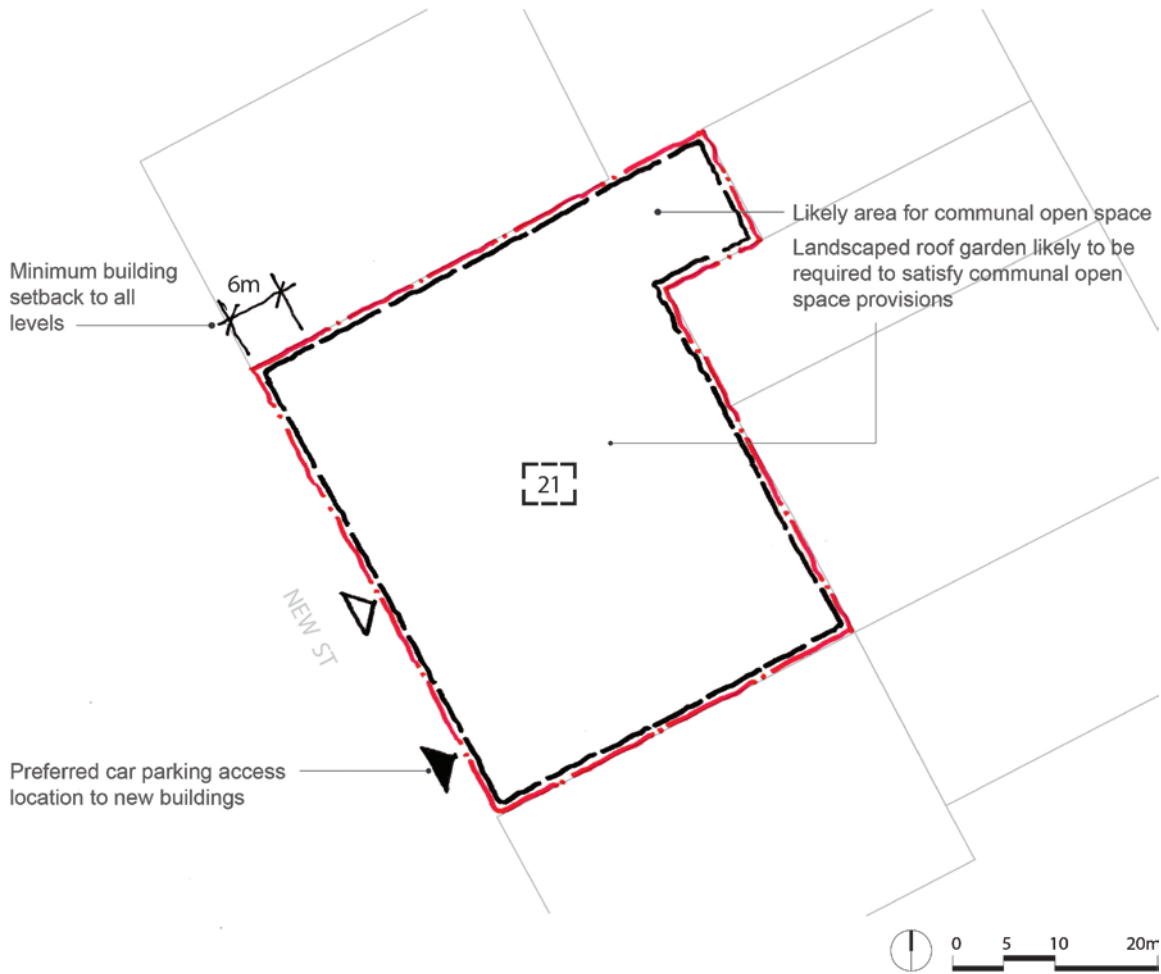 Likely area for communal open space
Landscaped roof garden likely to be
required to satisfy communal open
space provisions
Minimum building
setback to all
levels
6m
21
NEW ST
Preferred car parking access
location to new buildings
0 5 10 20m